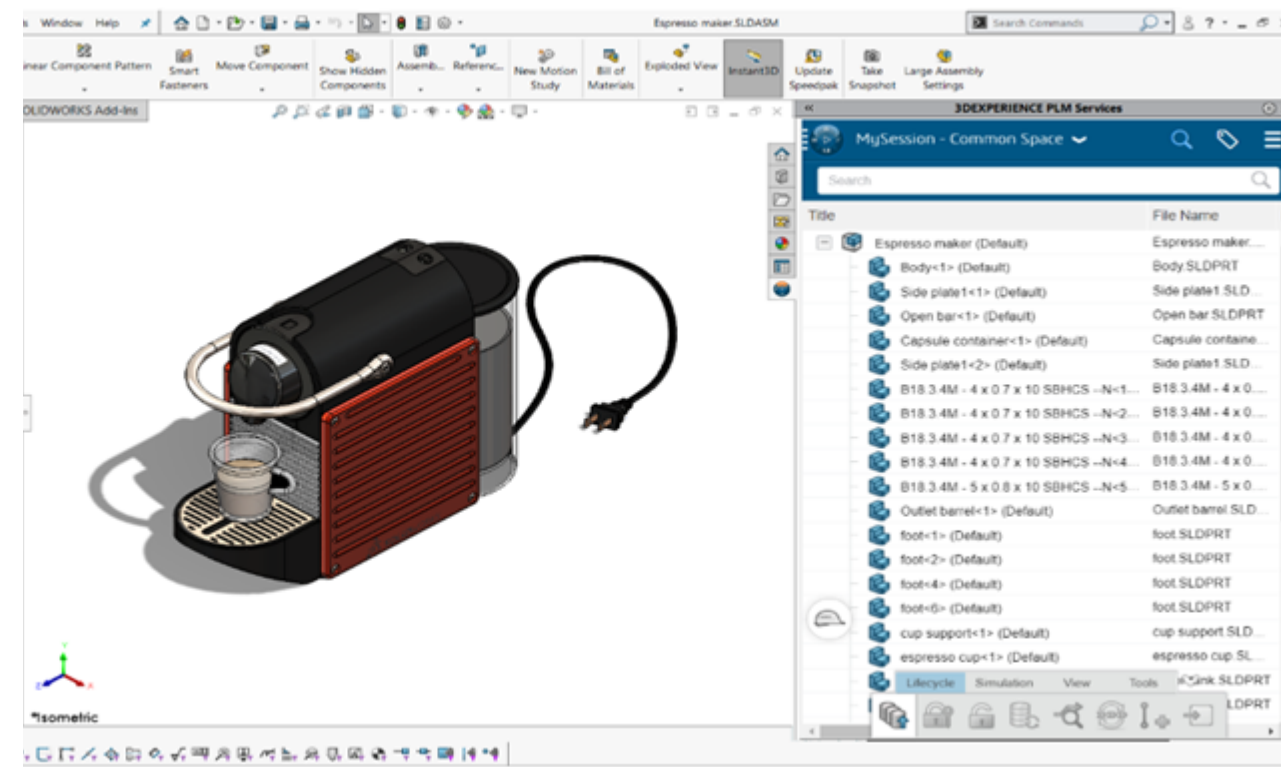 Window Help Espresso maker.SLDASM Search Commands
near Component Pattern Smart Fasteners Move Component Show Hidden Components Assemb... Referenc... New Motion Study Bill of Materials Exploded View Instant3D Update Speedpak Take Snapshot Large Assembly Settings
OLIDWORKS Add-Ins 3DEXPERIENCE PLM Services
MySession - Common Space
Search
Title File Name
Espresso maker (Default) Espresso maker....
Body<1> (Default) Body.SLDPRT
Side plate1<1> (Default) Side plate1.SLD...
Open bar<1> (Default) Open bar.SLDPRT
Capsule container<1> (Default) Capsule containe...
Side plate1<2> (Default) Side plate1.SLD...
B18.3.4M - 4 x 0.7 x 10 SBHCS --N<1... B18.3.4M - 4 x 0....
B18.3.4M - 4 x 0.7 x 10 SBHCS --N<2... B18.3.4M - 4 x 0....
B18.3.4M - 4 x 0.7 x 10 SBHCS --N<3... B18.3.4M - 4 x 0....
B18.3.4M - 4 x 0.7 x 10 SBHCS --N<4... B18.3.4M - 4 x 0....
B18.3.4M - 5 x 0.8 x 10 SBHCS --N<5... B18.3.4M - 5 x 0....
Outlet barrel<1> (Default) Outlet barrel.SLD...
foot<1> (Default) foot.SLDPRT
foot<2> (Default) foot.SLDPRT
foot<4> (Default) foot.SLDPRT
foot<6> (Default) foot.SLDPRT
cup support<1> (Default) cup support.SLD...
espresso cup<1> (Default) espresso cup.SL...
Lifecycle Simulation View Tools
*Isometric